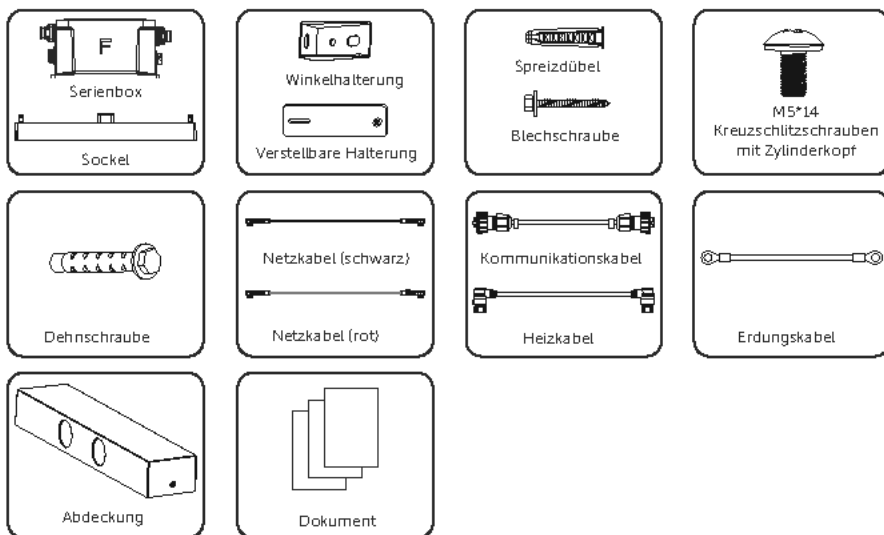 F
Serienbox
Sockel
Winkelhalterung
Verstellbare Halterung
Spreizdübel
Blechschraube
M5*14
Kreuzschlitzschrauben
mit Zylinderkopf
Dehnschraube
Netzkabel (schwarz)
Netzkabel (rot)
Kommunikationskabel
Heizkabel
Erdungskabel
Abdeckung
Dokument